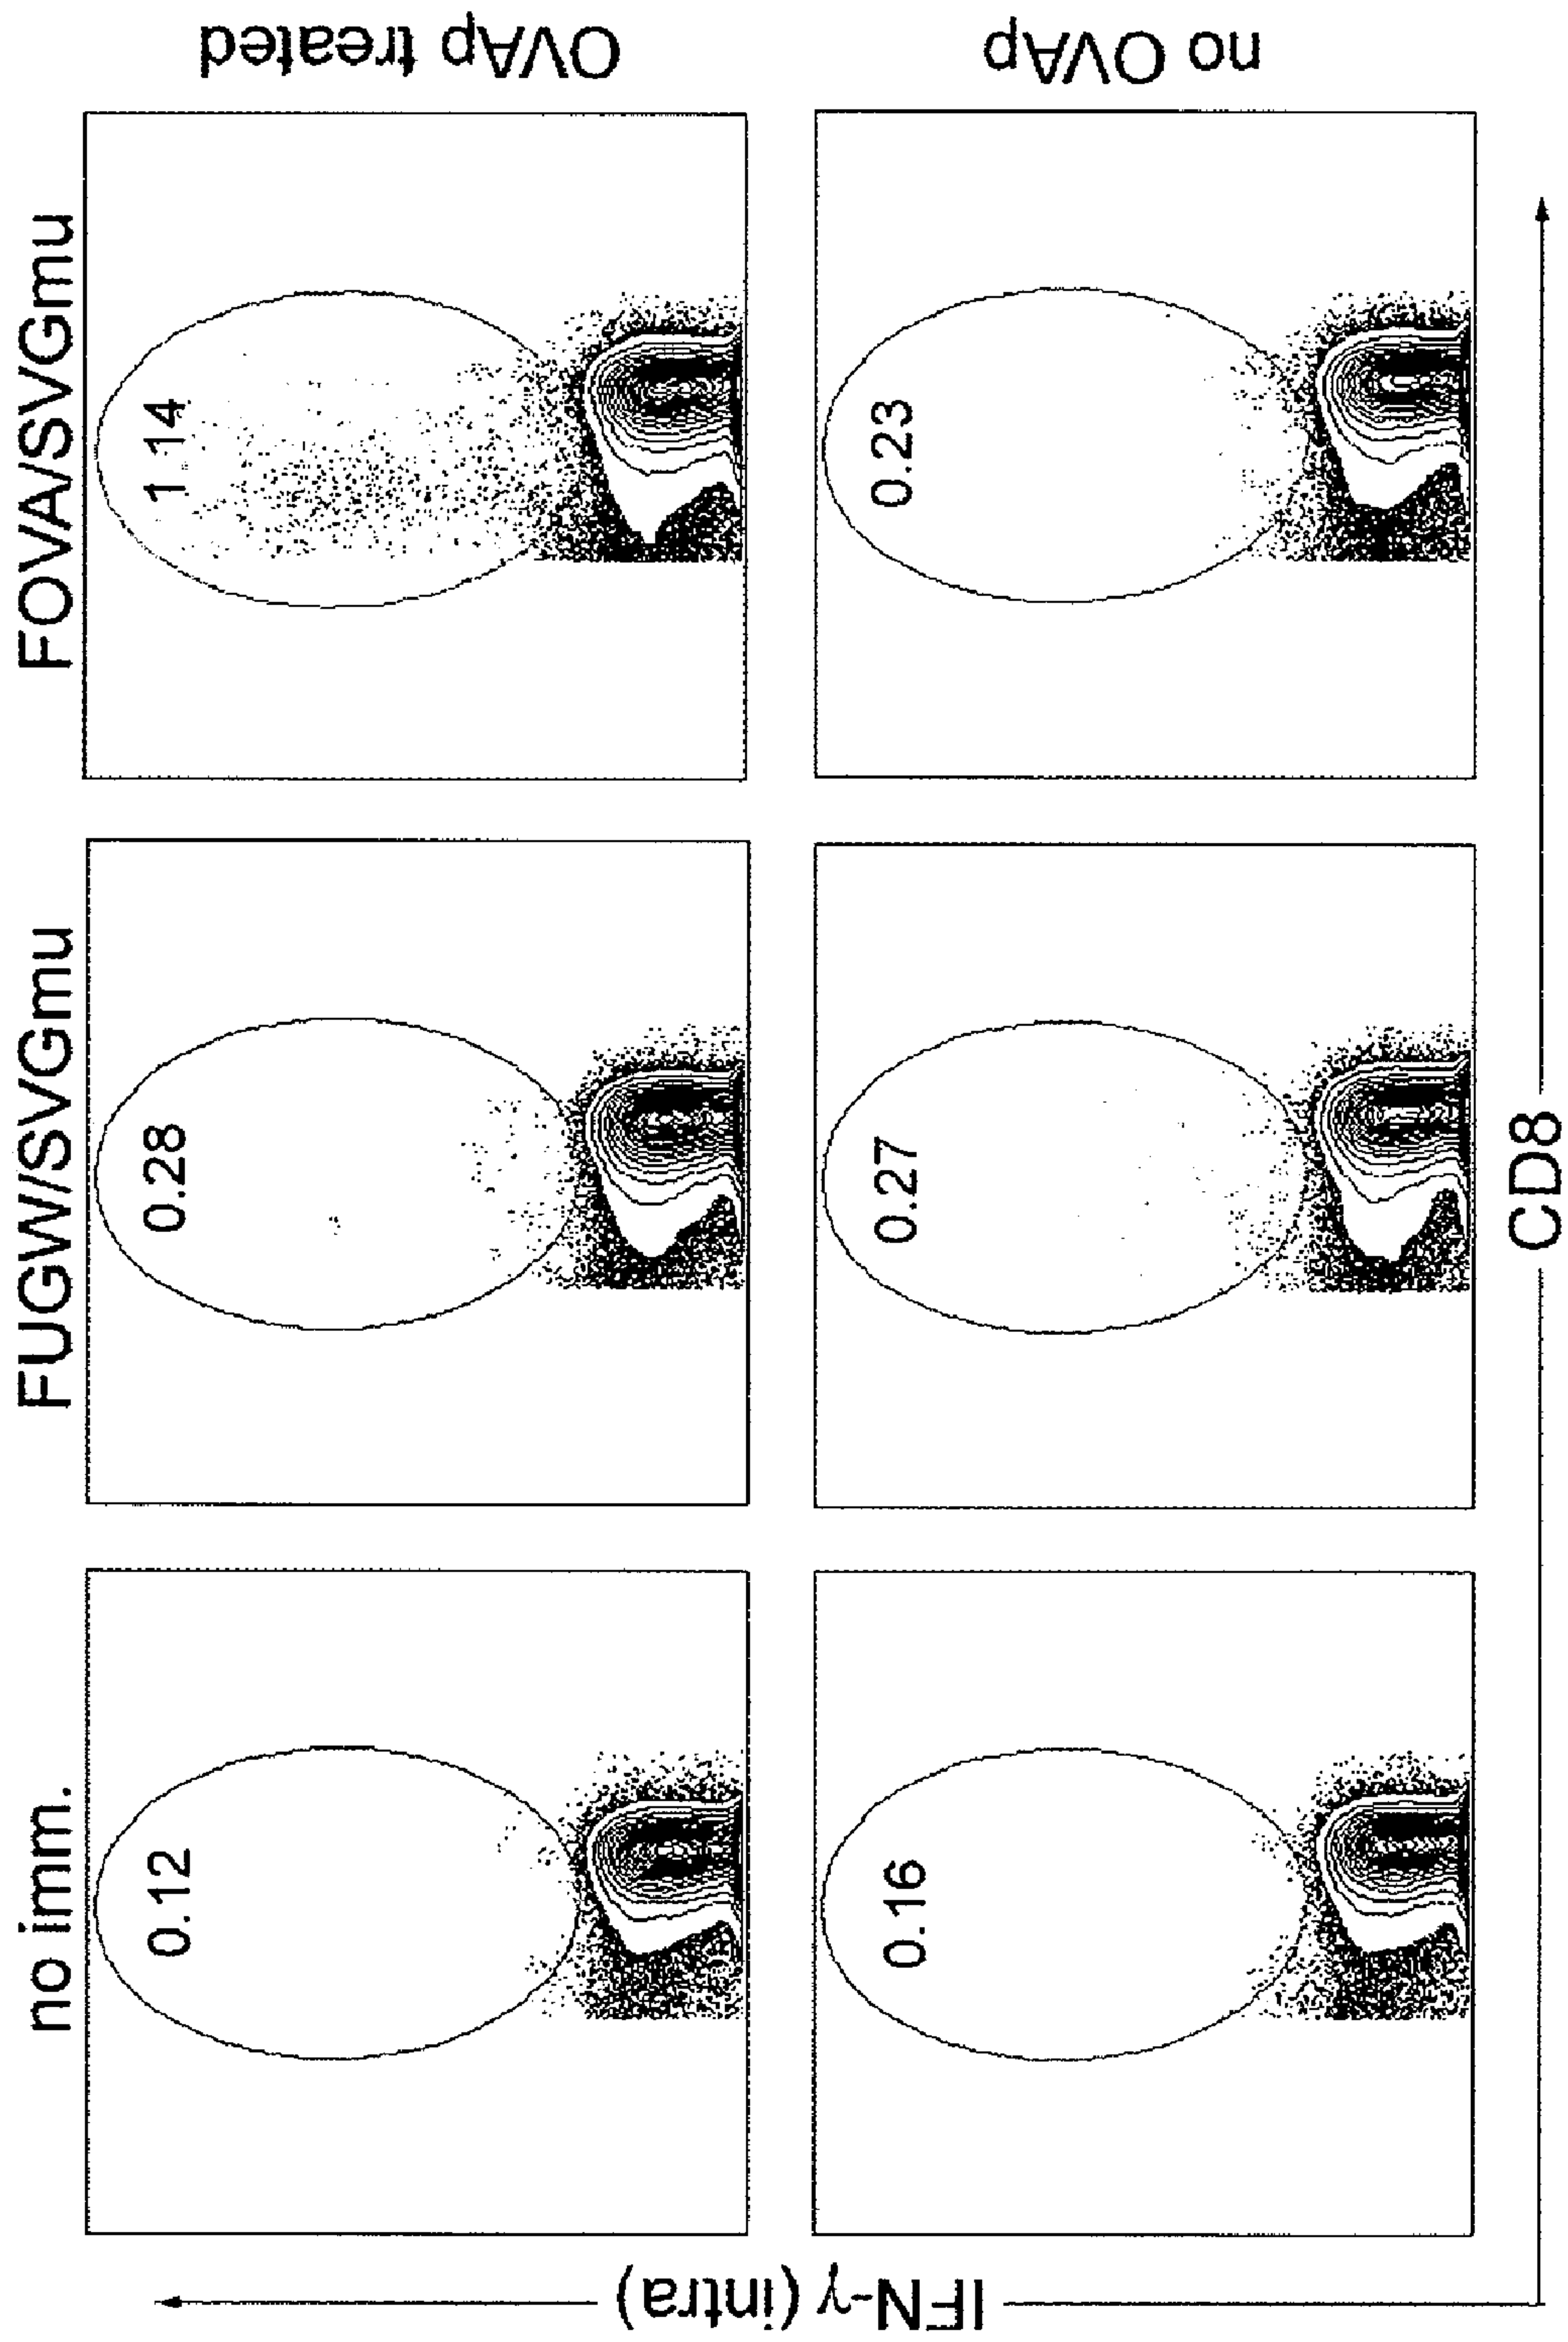 no imm.
FUGW/SVGmu
FOVA/SVGmu
0.12
0.28
1.14
OVAp treated
0.16
0.27
0.23
no OVAp
IFN-γ (intra)
CD8